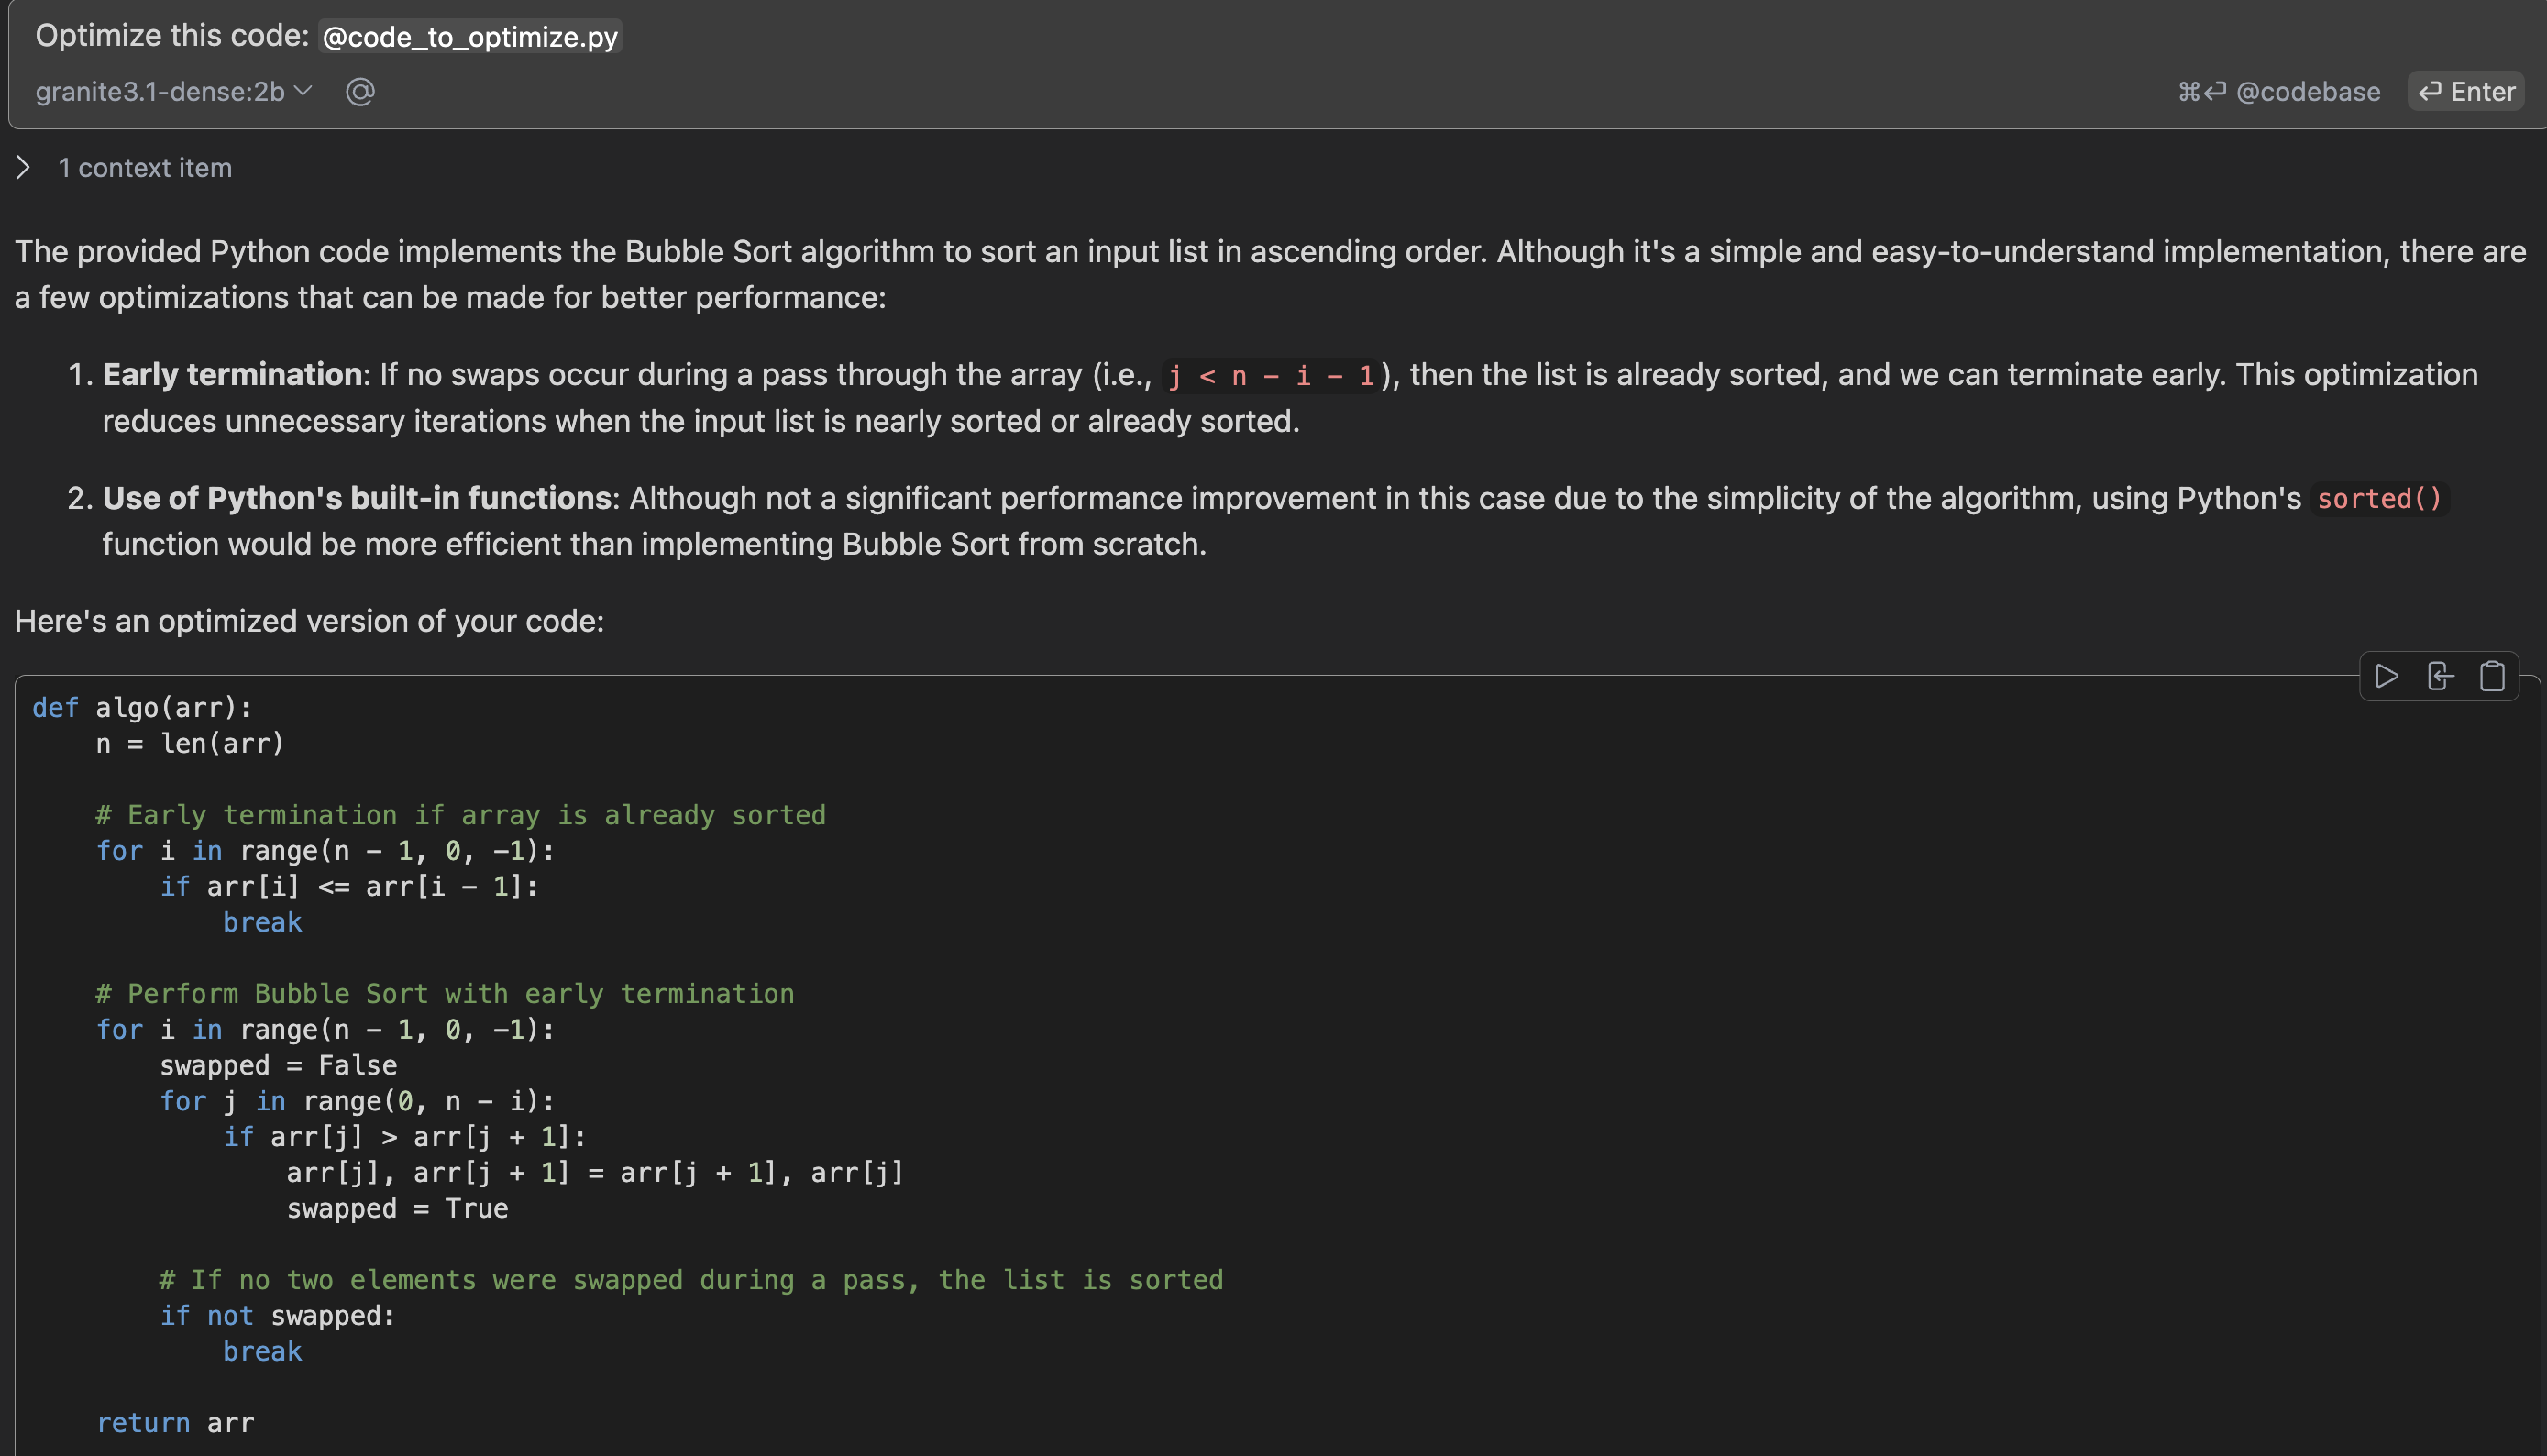 Optimize this code: @code_to_optimize.py
granite3.1-dense:2b @ ⌘⏎ @codebase ⏎ Enter
1 context item
The provided Python code implements the Bubble Sort algorithm to sort an input list in ascending order. Although it's a simple and easy-to-understand implementation, there are
a few optimizations that can be made for better performance:
1. Early termination: If no swaps occur during a pass through the array (i.e., j < n - i - 1), then the list is already sorted, and we can terminate early. This optimization
reduces unnecessary iterations when the input list is nearly sorted or already sorted.
2. Use of Python's built-in functions: Although not a significant performance improvement in this case due to the simplicity of the algorithm, using Python's sorted()
function would be more efficient than implementing Bubble Sort from scratch.
Here's an optimized version of your code:
def algo(arr):
    n = len(arr)

    # Early termination if array is already sorted
    for i in range(n - 1, 0, -1):
        if arr[i] <= arr[i - 1]:
            break

    # Perform Bubble Sort with early termination
    for i in range(n - 1, 0, -1):
        swapped = False
        for j in range(0, n - i):
            if arr[j] > arr[j + 1]:
                arr[j], arr[j + 1] = arr[j + 1], arr[j]
                swapped = True

        # If no two elements were swapped during a pass, the list is sorted
        if not swapped:
            break

    return arr